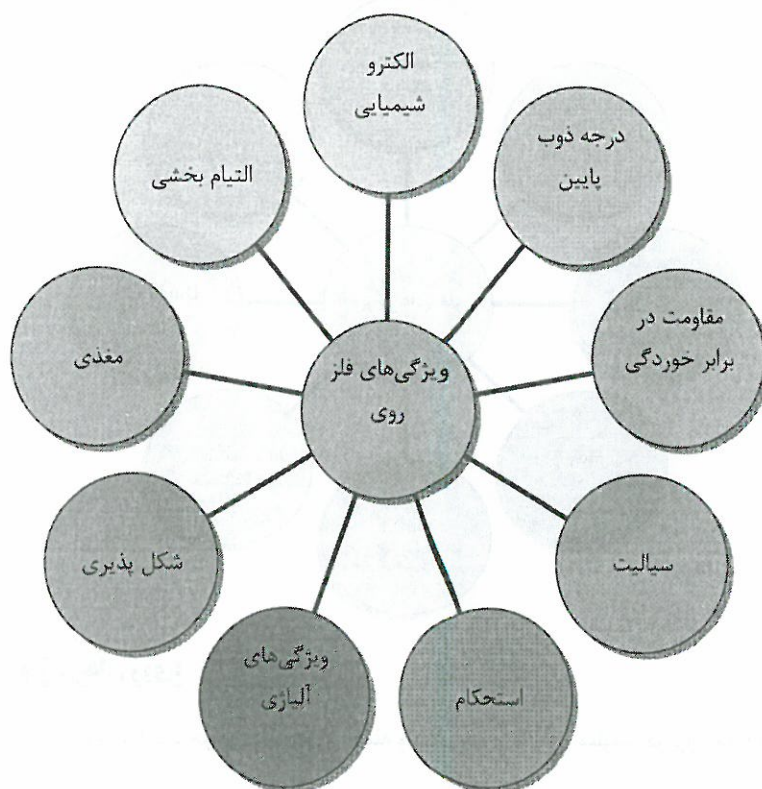 الکترو
شیمیایی
درجه ذوب
پایین
مقاومت در
برابر خوردگی
سیالیت
استحکام
ویژگی‌های
آلیاژی
شکل پذیری
مغذی
التیام بخشی
ویژگی‌های فلز
روی